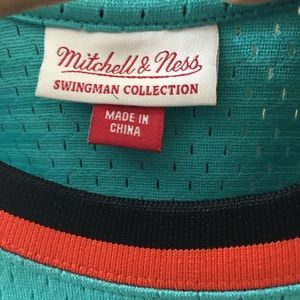 Mitchell & Ness
SWINGMAN COLLECTION
MADE IN
CHINA